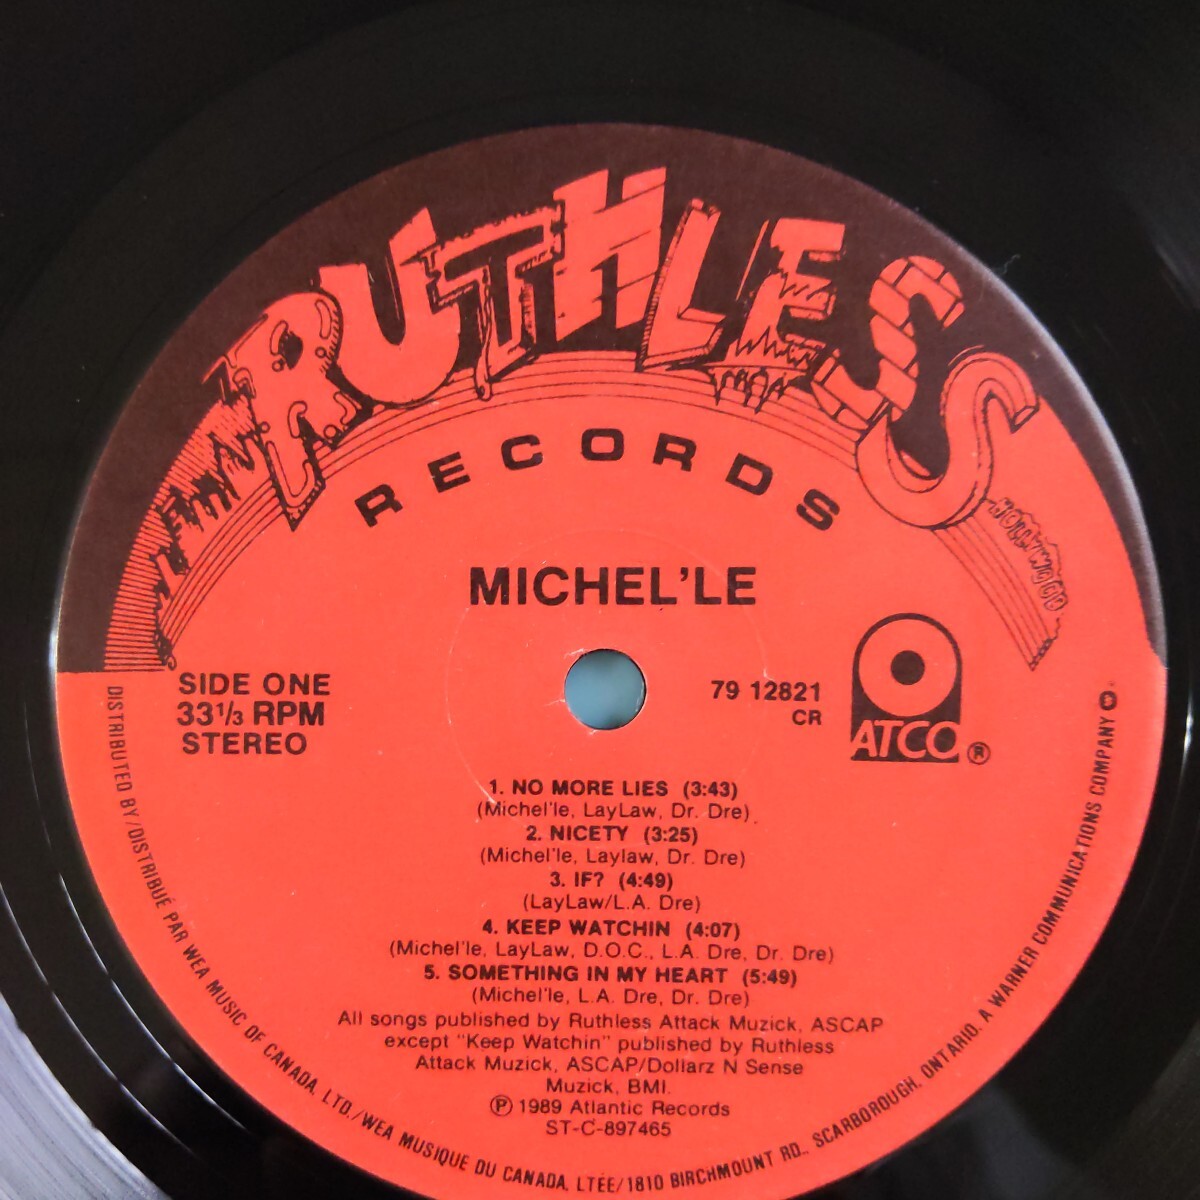 RUTHLESS
HOLLYWOOD
RECORDS
MICHEL'LE
SIDE ONE
33 1/3 RPM
STEREO
79 12821
CR
ATCO ®
1. NO MORE LIES (3:43)
(Michel'le, LayLaw, Dr. Dre)
2. NICETY (3:25)
(Michel'le, Laylaw, Dr. Dre)
3. IF? (4:49)
(LayLaw/L.A. Dre)
4. KEEP WATCHIN (4:07)
(Michel'le, LayLaw, D.O.C., L.A. Dre, Dr. Dre)
5. SOMETHING IN MY HEART (5:49)
(Michel'le, L.A. Dre, Dr. Dre)
All songs published by Ruthless Attack Muzick, ASCAP
except "Keep Watchin" published by Ruthless
Attack Muzick, ASCAP/Dollarz N Sense
Muzick, BMI.
Ⓟ 1989 Atlantic Records
ST-C-897465
DISTRIBUTED BY/DISTRIBUÉ PAR WEA MUSIC OF CANADA, LTD./WEA MUSIQUE DU CANADA, LTÉE/1810 BIRCHMOUNT RD., SCARBOROUGH, ONTARIO. A WARNER COMMUNICATIONS COMPANY